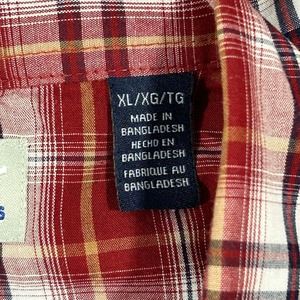 XL/XG/TG
MADE IN
BANGLADESH
HECHO EN
BANGLADESH
FABRIQUE AU
BANGLADESH